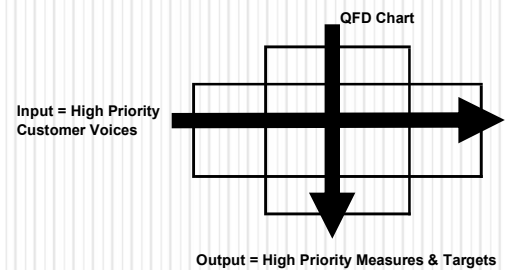 QFD Chart
Input = High Priority
Customer Voices
Output = High Priority Measures & Targets